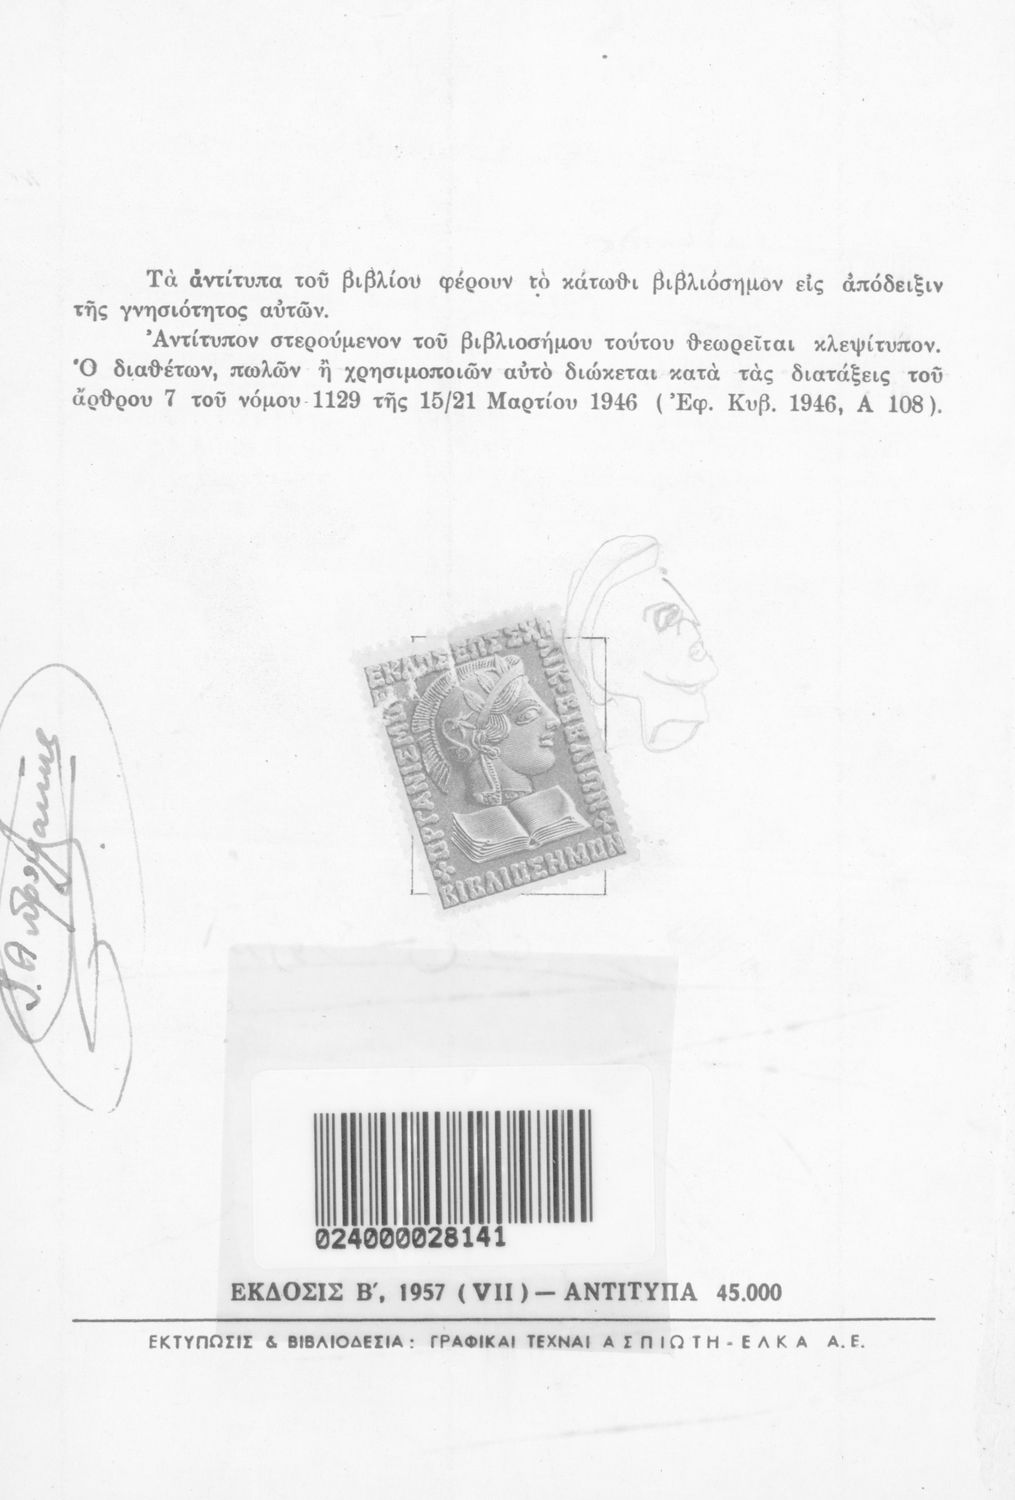 Τὰ ἀντίτυπα τοῦ βιβλίου φέρουν τὸ κάτωθι βιβλιόσημον εἰς ἀπόδειξιν
τῆς γνησιότητος αὐτῶν.
Ἀντίτυπον στερούμενον τοῦ βιβλιοσήμου τούτου θεωρεῖται κλεψίτυπον.
Ὁ διαθέτων, πωλῶν ἢ χρησιμοποιῶν αὐτὸ διώκεται κατὰ τὰς διατάξεις τοῦ
ἄρθρου 7 τοῦ νόμου 1129 τῆς 15/21 Μαρτίου 1946 (Ἐφ. Κυβ. 1946, Α 108).
ΟΡΓΑΝΙΣΜΟΣ ΕΚΔΟΣΕΩΣ ΣΧΟΛΙΚ. ΒΙΒΛΙΩΝ
ΒΙΒΛΙΟΣΗΜΟΝ
024000028141
ΕΚΔΟΣΙΣ Β΄, 1957 (VII) — ΑΝΤΙΤΥΠΑ 45.000
ΕΚΤΥΠΩΣΙΣ & ΒΙΒΛΙΟΔΕΣΙΑ: ΓΡΑΦΙΚΑΙ ΤΕΧΝΑΙ ΑΣΠΙΩΤΗ-ΕΛΚΑ Α.Ε.